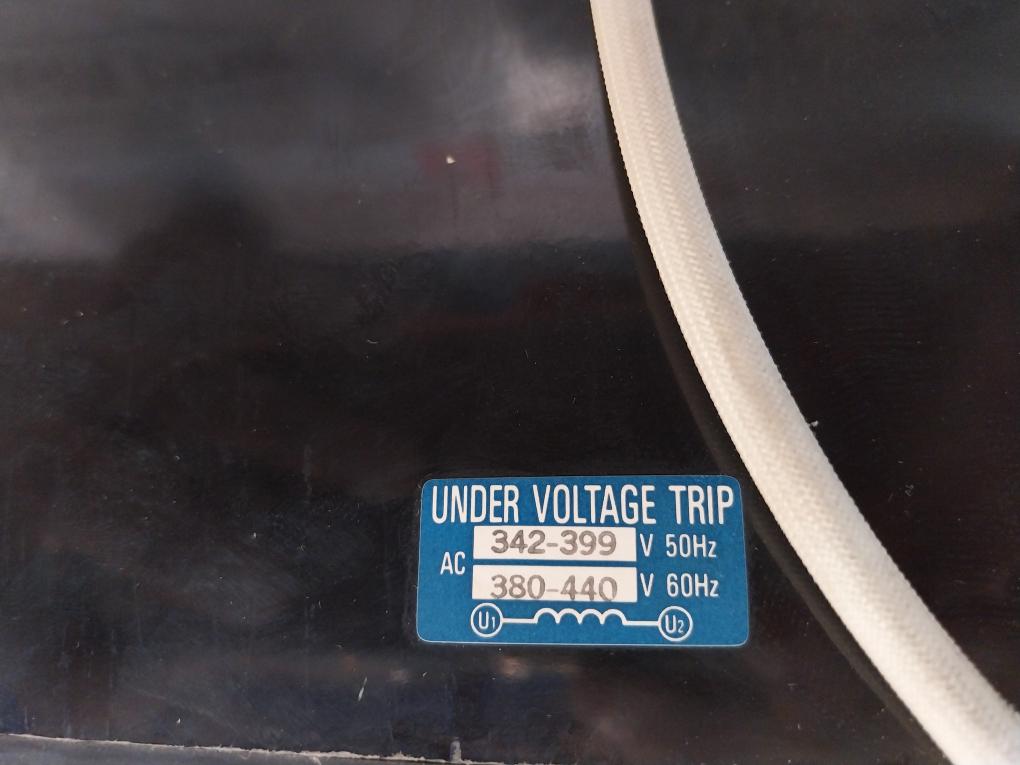 UNDER VOLTAGE TRIP
AC 342-399 V 50Hz
380-440 V 60Hz
U1 U2